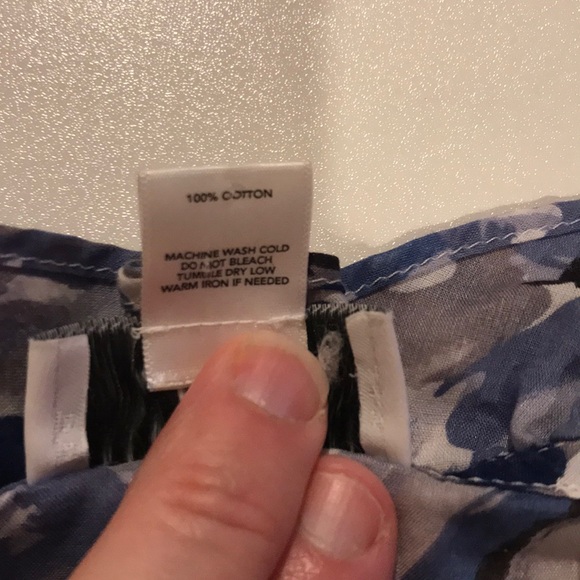 100% COTTON
MACHINE WASH COLD
DO NOT BLEACH
TUMBLE DRY LOW
WARM IRON IF NEEDED